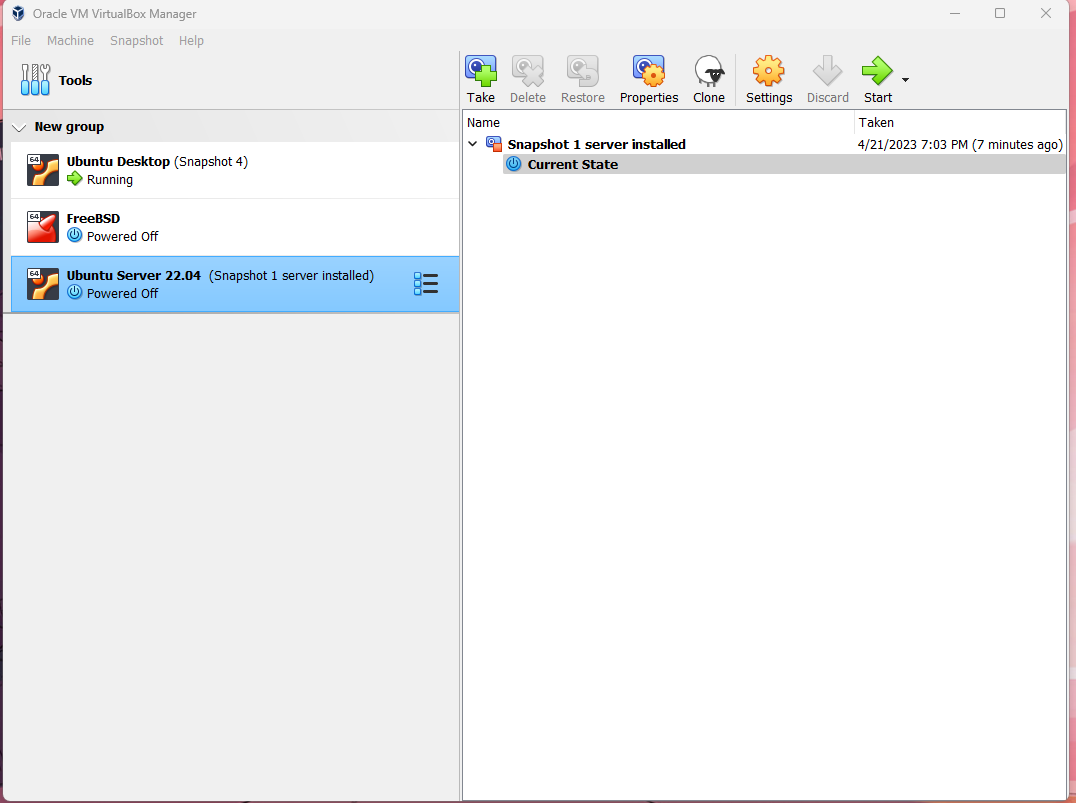 Oracle VM VirtualBox Manager
File Machine Snapshot Help
Tools
Take Delete Restore Properties Clone Settings Discard Start
New group
64
Ubuntu Desktop (Snapshot 4)
Running
64
FreeBSD
Powered Off
64
Ubuntu Server 22.04 (Snapshot 1 server installed)
Powered Off
Name Taken
Snapshot 1 server installed 4/21/2023 7:03 PM (7 minutes ago)
Current State